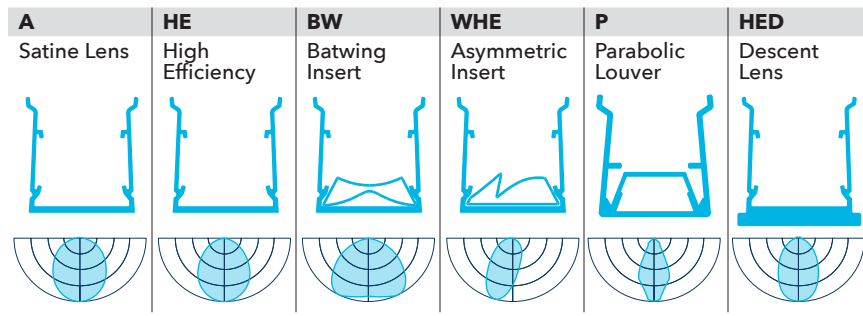 A
HE
BW
WHE
P
HED
Satine Lens
High
Efficiency
Batwing
Insert
Asymmetric
Insert
Parabolic
Louver
Descent
Lens